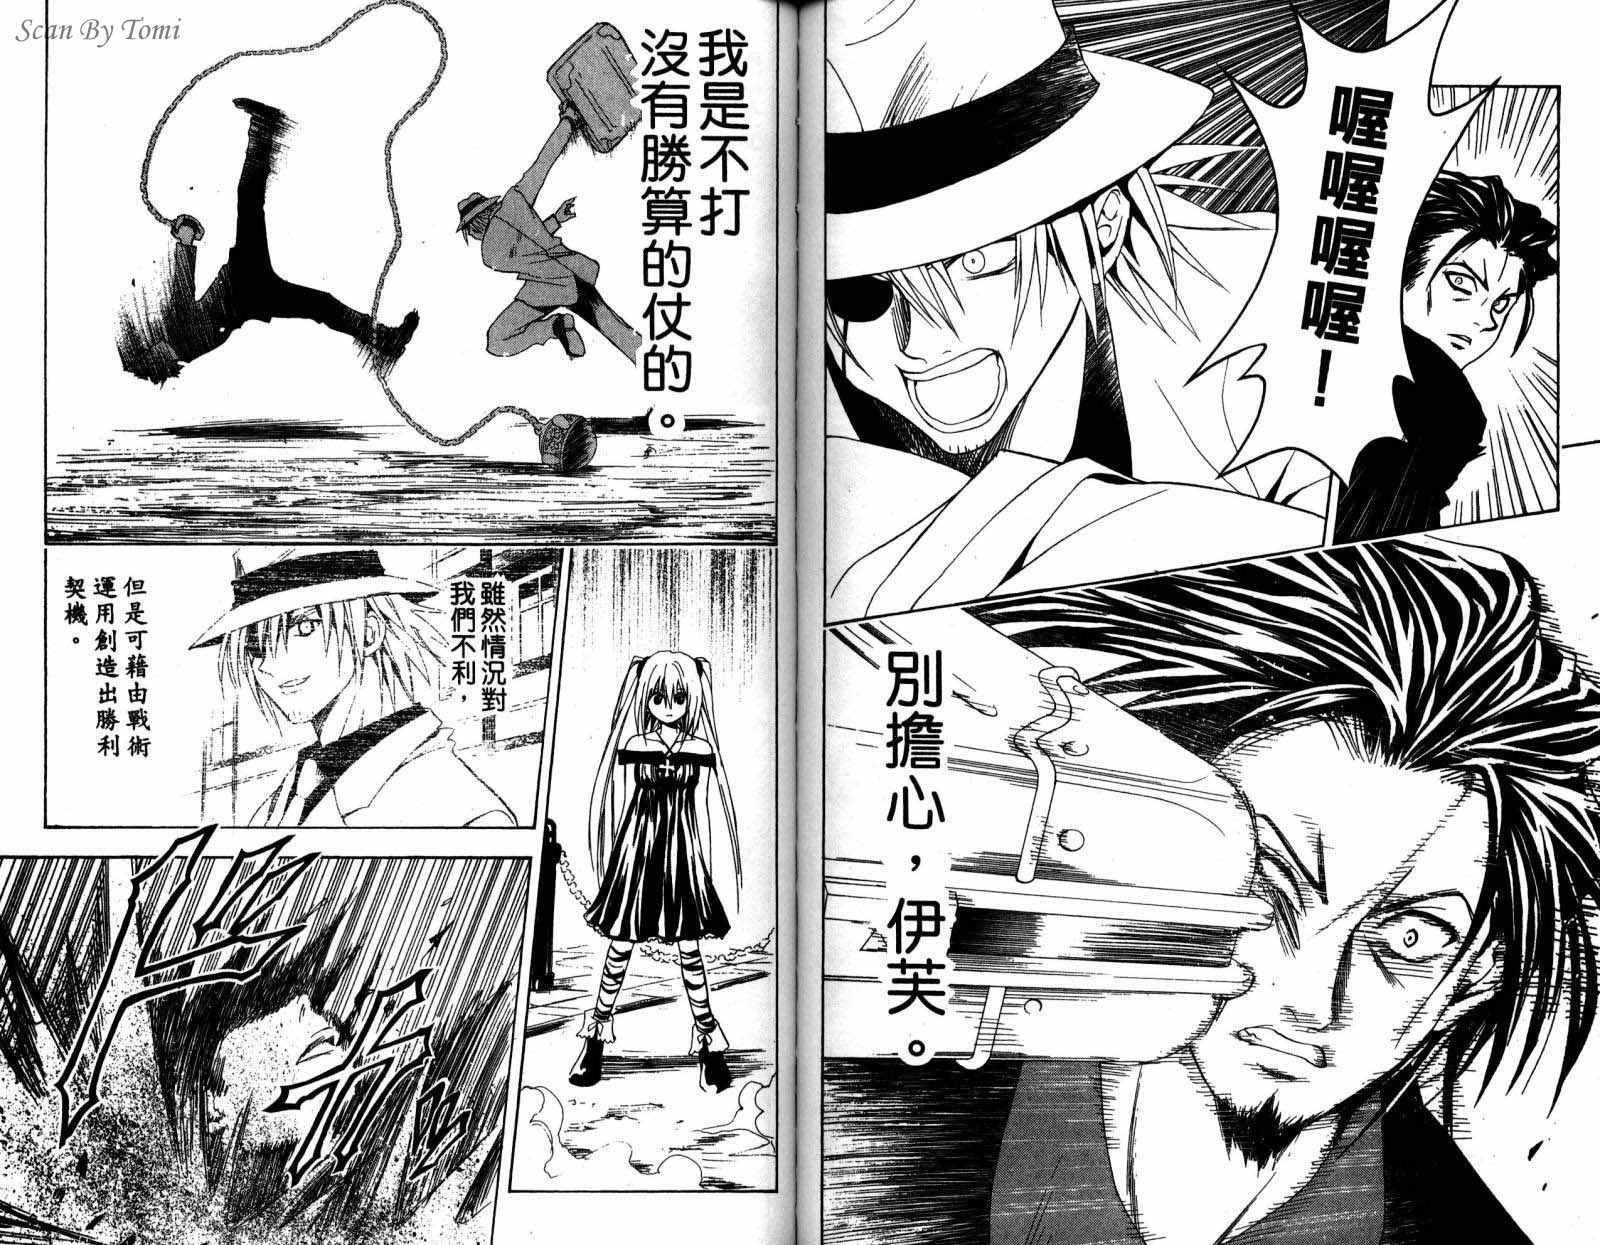 Scan By Tomi
喔喔喔喔喔！
別擔心，伊芙。
我是不打
沒有勝算的仗的。
雖然情況對
我們不利，
但是可藉由戰術
運用創造出勝利
契機。